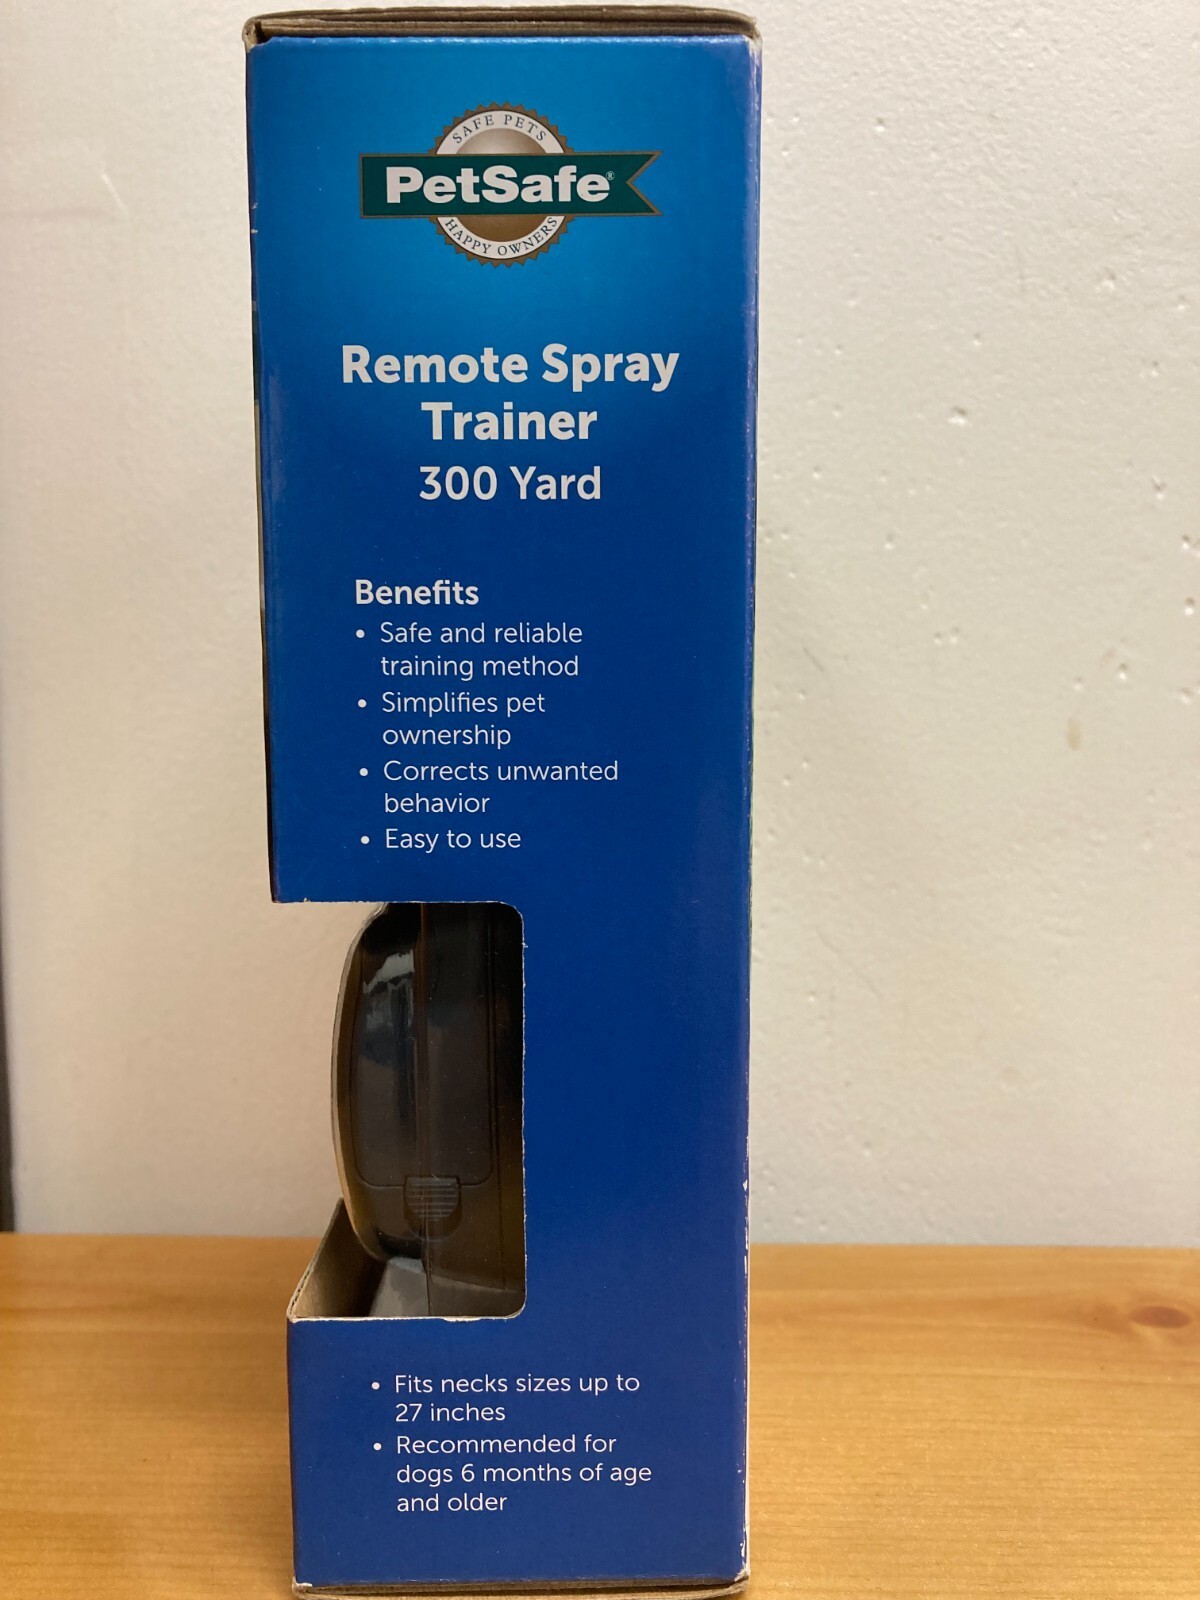 SAFE PETS
PetSafe®
HAPPY OWNERS
Remote Spray
Trainer
300 Yard
Benefits
• Safe and reliable
training method
• Simplifies pet
ownership
• Corrects unwanted
behavior
• Easy to use
• Fits necks sizes up to
27 inches
• Recommended for
dogs 6 months of age
and older